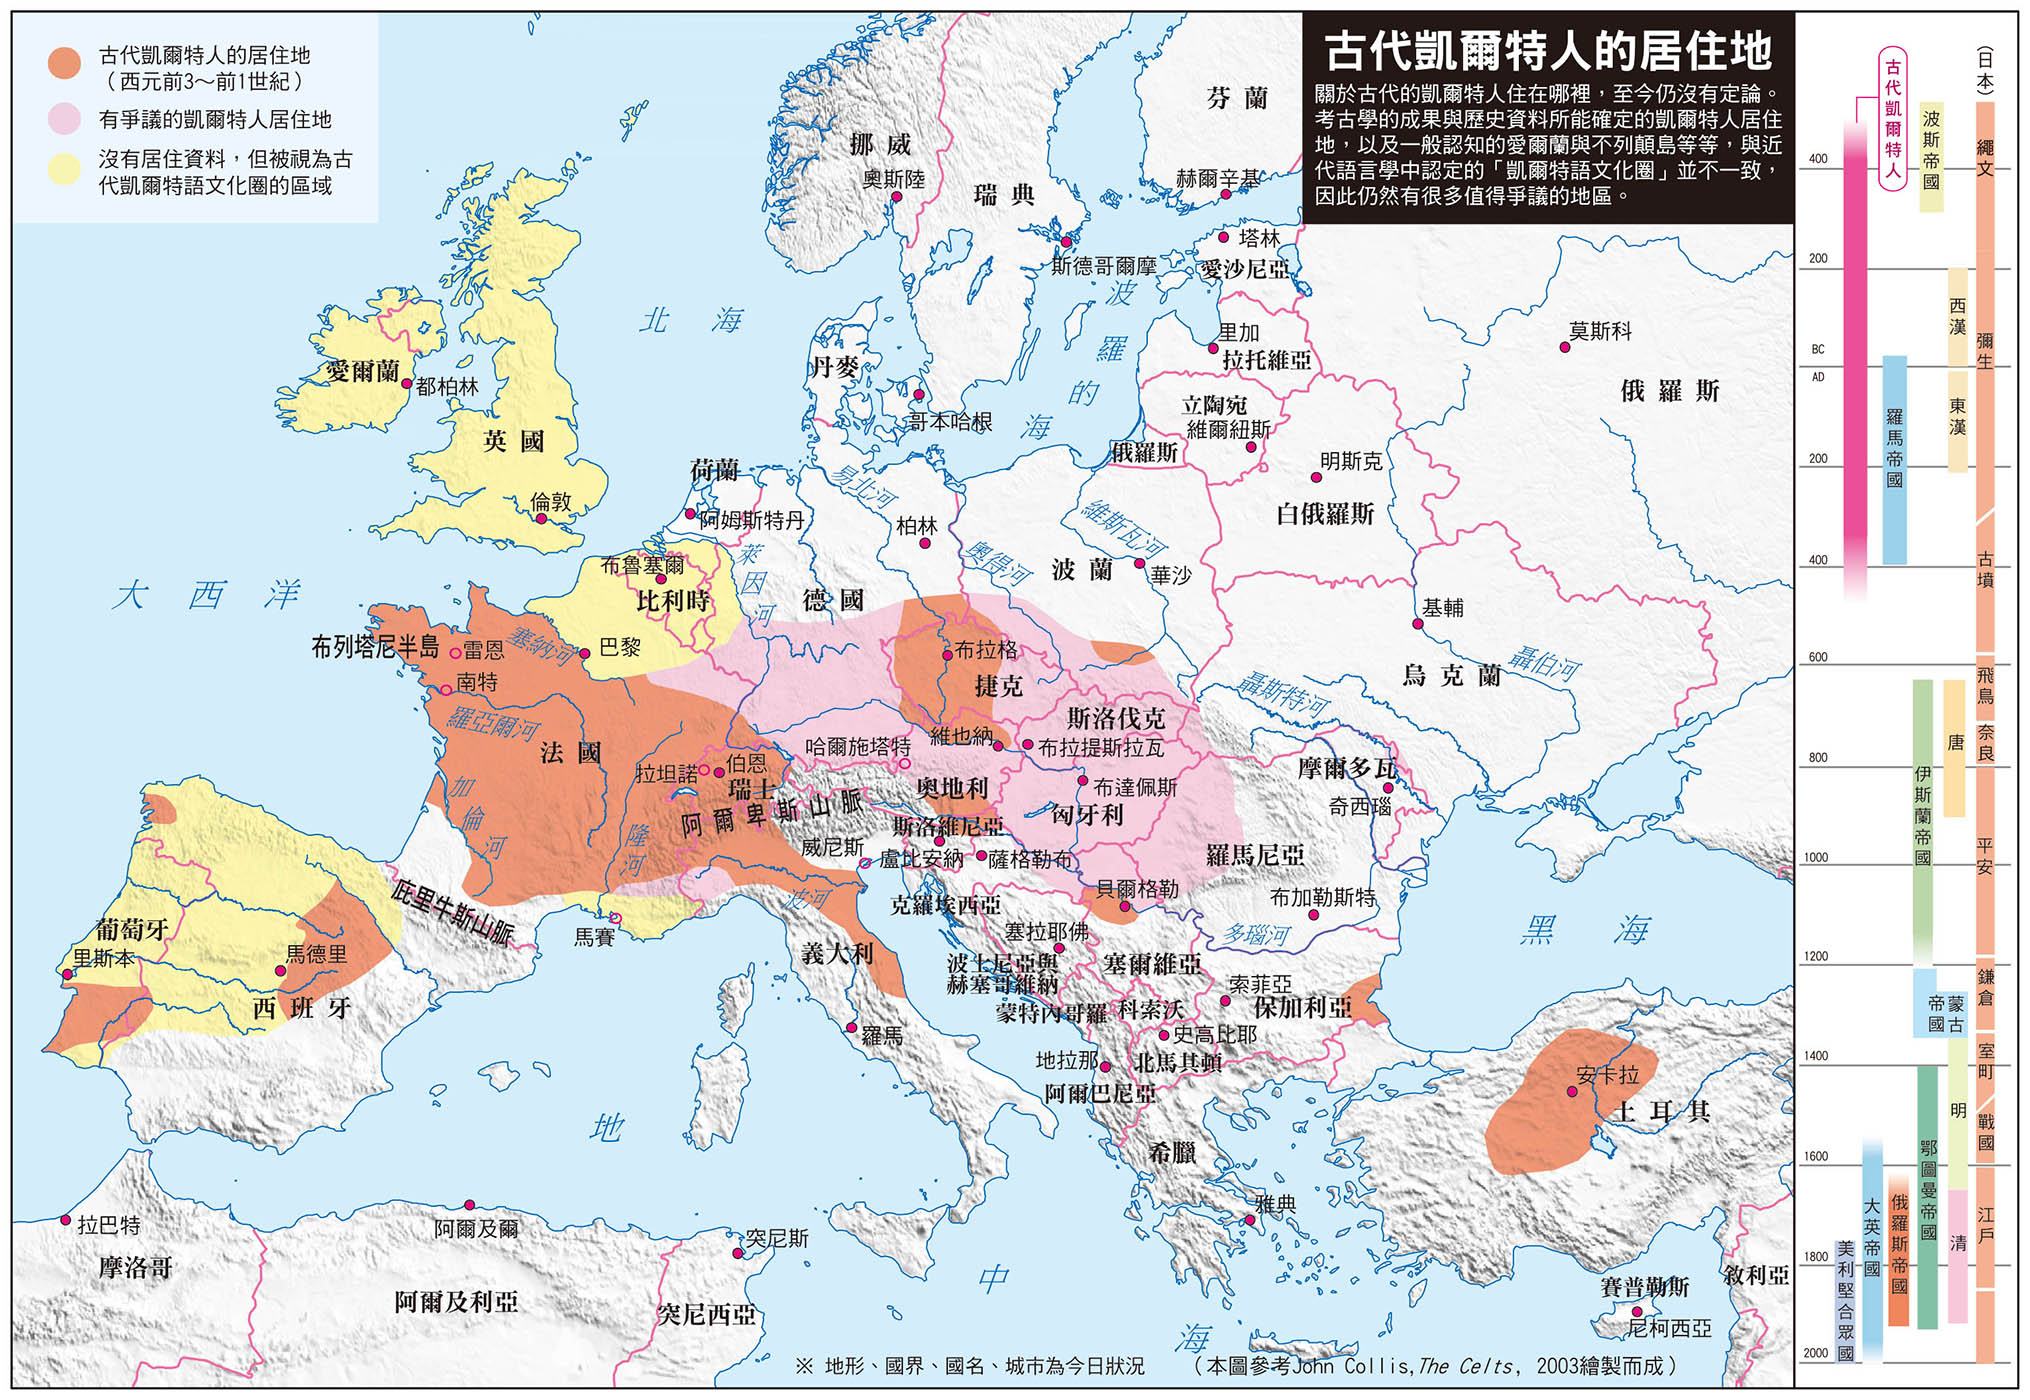 古代凱爾特人的居住地
（西元前3～前1世紀）
有爭議的凱爾特人居住地
沒有居住資料，但被視為古
代凱爾特語文化圈的區域
古代凱爾特人的居住地
關於古代的凱爾特人住在哪裡，至今仍沒有定論。
考古學的成果與歷史資料所能確定的凱爾特人居住
地，以及一般認知的愛爾蘭與不列顛島等等，與近
代語言學中認定的「凱爾特語文化圈」並不一致，
因此仍然有很多值得爭議的地區。
芬蘭
挪威
奧斯陸
瑞典
赫爾辛基
斯德哥爾摩
塔林
愛沙尼亞
北海
波羅的海
里加
拉托維亞
莫斯科
俄羅斯
愛爾蘭
都柏林
英國
倫敦
丹麥
哥本哈根
立陶宛
維爾紐斯
俄羅斯
明斯克
白俄羅斯
荷蘭
阿姆斯特丹
易北河
柏林
奧得河
維斯瓦河
波蘭
華沙
大西洋
布魯塞爾
比利時
萊因河
德國
基輔
烏克蘭
聶伯河
聶斯特河
布列塔尼半島
雷恩
塞納河
巴黎
南特
羅亞爾河
法國
布拉格
捷克
斯洛伐克
維也納
布拉提斯拉瓦
哈爾施塔特
拉坦諾
伯恩
瑞士
阿爾卑斯山脈
奧地利
布達佩斯
匈牙利
摩爾多瓦
奇西瑙
加倫河
隆河
斯洛維尼亞
威尼斯
盧比安納
薩格勒布
羅馬尼亞
波河
克羅埃西亞
貝爾格勒
布加勒斯特
庇里牛斯山脈
馬賽
義大利
塞拉耶佛
波士尼亞與
赫塞哥維納
塞爾維亞
多瑙河
黑海
葡萄牙
里斯本
馬德里
西班牙
蒙特內哥羅
科索沃
索菲亞
保加利亞
羅馬
史高比耶
地拉那
北馬其頓
阿爾巴尼亞
安卡拉
土耳其
希臘
雅典
地中海
拉巴特
摩洛哥
阿爾及爾
阿爾及利亞
突尼斯
突尼西亞
賽普勒斯
尼柯西亞
敘利亞
※ 地形、國界、國名、城市為今日狀況
（本圖參考John Collis,The Celts, 2003繪製而成）
（日本）
古代凱爾特人
波斯帝國
繩文
400
200
西漢
彌生
BC
AD
羅馬帝國
東漢
200
400
古墳
600
飛鳥
奈良
唐
800
伊斯蘭帝國
平安
1000
1200
鎌倉
蒙古
帝國
室町
1400
明
戰國
鄂圖曼帝國
1600
大英帝國
俄羅斯帝國
江戶
清
美利堅合眾國
1800
2000